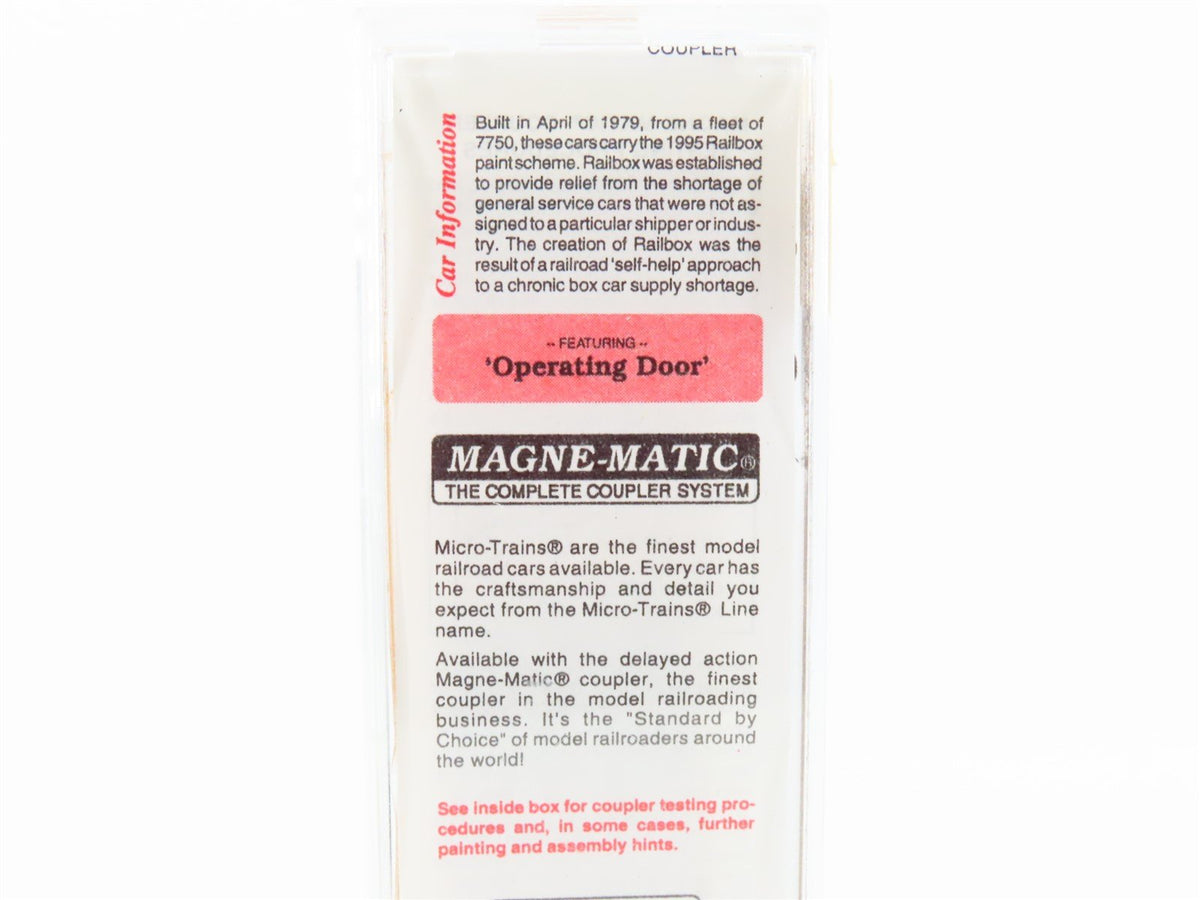 COUPLER
Car Information
Built in April of 1979, from a fleet of
7750, these cars carry the 1995 Railbox
paint scheme. Railbox was established
to provide relief from the shortage of
general service cars that were not as-
signed to a particular shipper or indus-
try. The creation of Railbox was the
result of a railroad 'self-help' approach
to a chronic box car supply shortage.
-- FEATURING --
'Operating Door'
MAGNE-MATIC®
THE COMPLETE COUPLER SYSTEM
Micro-Trains® are the finest model
railroad cars available. Every car has
the craftsmanship and detail you
expect from the Micro-Trains® Line
name.
Available with the delayed action
Magne-Matic® coupler, the finest
coupler in the model railroading
business. It's the "Standard by
Choice" of model railroaders around
the world!
See inside box for coupler testing pro-
cedures and, in some cases, further
painting and assembly hints.